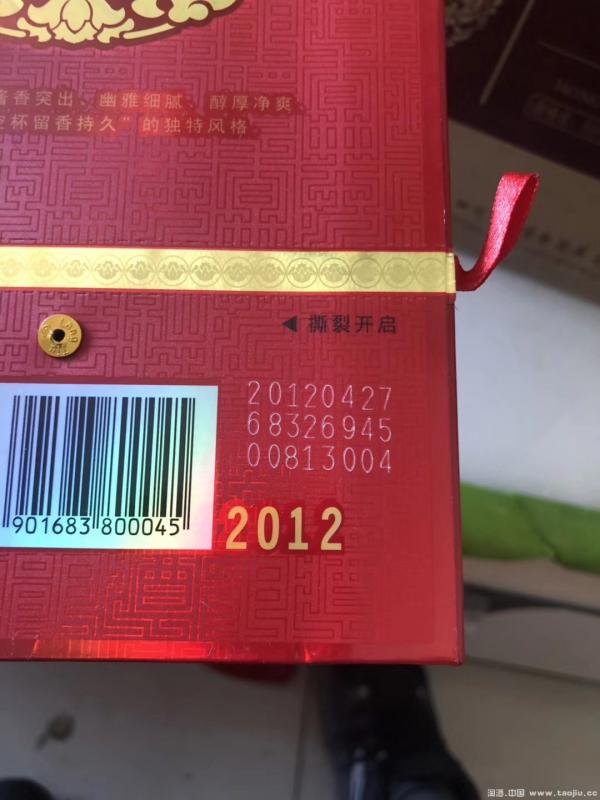 酱香突出、幽雅细腻、醇厚净爽
空杯留香持久”的独特风格
◀ 撕裂开启
20120427
68326945
00813004
901683 800045
2012
淘酒.中国 www.taojiu.cc